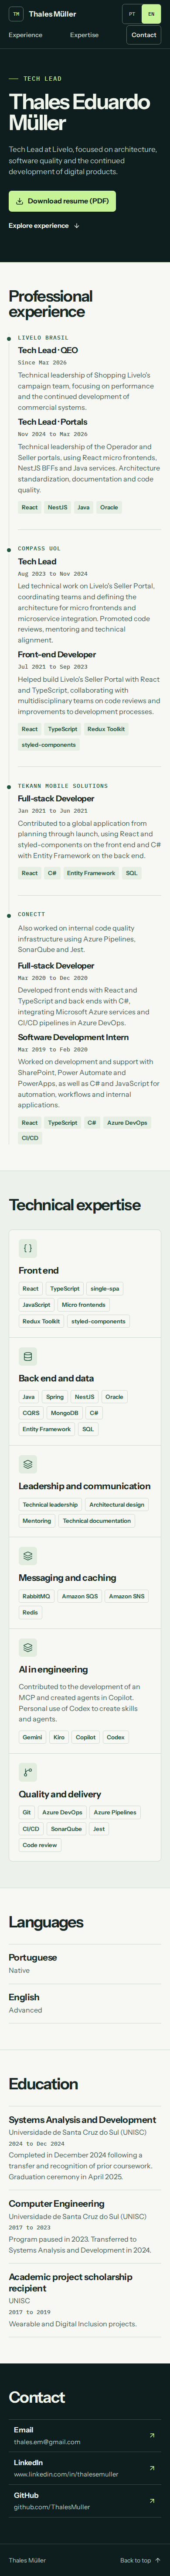 TM Thales Müller PT EN
Experience Expertise Contact
TECH LEAD
Thales Eduardo
Müller
Tech Lead at Livelo, focused on architecture,
software quality and the continued
development of digital products.
Download resume (PDF)
Explore experience
Professional
experience
LIVELO BRASIL
Tech Lead · QEO
Since Mar 2026
Technical leadership of Shopping Livelo's
campaign team, focusing on performance
and the continued development of
commercial systems.
Tech Lead · Portals
Nov 2024 to Mar 2026
Technical leadership of the Operador and
Seller portals, using React micro frontends,
NestJS BFFs and Java services. Architecture
standardization, documentation and code
quality.
React NestJS Java Oracle
COMPASS UOL
Tech Lead
Aug 2023 to Nov 2024
Led technical work on Livelo's Seller Portal,
coordinating teams and defining the
architecture for micro frontends and
microservice integration. Promoted code
reviews, mentoring and technical
alignment.
Front-end Developer
Jul 2021 to Sep 2023
Helped build Livelo's Seller Portal with React
and TypeScript, collaborating with
multidisciplinary teams on code reviews and
improvements to development processes.
React TypeScript Redux Toolkit
styled-components
TEKANN MOBILE SOLUTIONS
Full-stack Developer
Jan 2021 to Dec 2021
Contributed to a global application from
planning through launch, using React and
styled-components on the front end and C#
with Entity Framework on the back end.
React C# Entity Framework SQL
CONECTT
Also worked on internal code quality
infrastructure using Azure Pipelines,
SonarQube and Jest.
Full-stack Developer
Mar 2020 to Dec 2020
Developed front ends with React and
TypeScript and back ends with C#,
integrating Microsoft Azure services and
CI/CD pipelines in Azure DevOps.
Software Development Intern
Mar 2019 to Feb 2020
Worked on development and support with
SharePoint, Power Automate and
PowerApps, as well as C# and JavaScript for
automation, workflows and internal
applications.
React TypeScript C# Azure DevOps
CI/CD
Technical expertise
Front end
React TypeScript single-spa
JavaScript Micro frontends
Redux Toolkit styled-components
Back end and data
Java Spring NestJS Oracle
CQRS MongoDB C#
Entity Framework SQL
Leadership and communication
Technical leadership Architectural design
Mentoring Technical documentation
Messaging and caching
RabbitMQ Amazon SQS Amazon SNS
Redis
AI in engineering
Contributed to the development of an
MCP and created agents in Copilot.
Personal use of Codex to create skills
and agents.
Gemini Kiro Copilot Codex
Quality and delivery
Git Azure DevOps Azure Pipelines
CI/CD SonarQube Jest
Code review
Languages
Portuguese
Native
English
Advanced
Education
Systems Analysis and Development
Universidade de Santa Cruz do Sul (UNISC)
2024 to Dec 2024
Completed in December 2024 following a
transfer and recognition of prior coursework.
Graduation ceremony in April 2025.
Computer Engineering
Universidade de Santa Cruz do Sul (UNISC)
2017 to 2023
Program paused in 2023. Transferred to
Systems Analysis and Development in 2024.
Academic project scholarship
recipient
UNISC
2017 to 2019
Wearable and Digital Inclusion projects.
Contact
Email
thales.em@gmail.com
LinkedIn
www.linkedin.com/in/thalesemuller
GitHub
github.com/ThalesMuller
Thales Müller Back to top